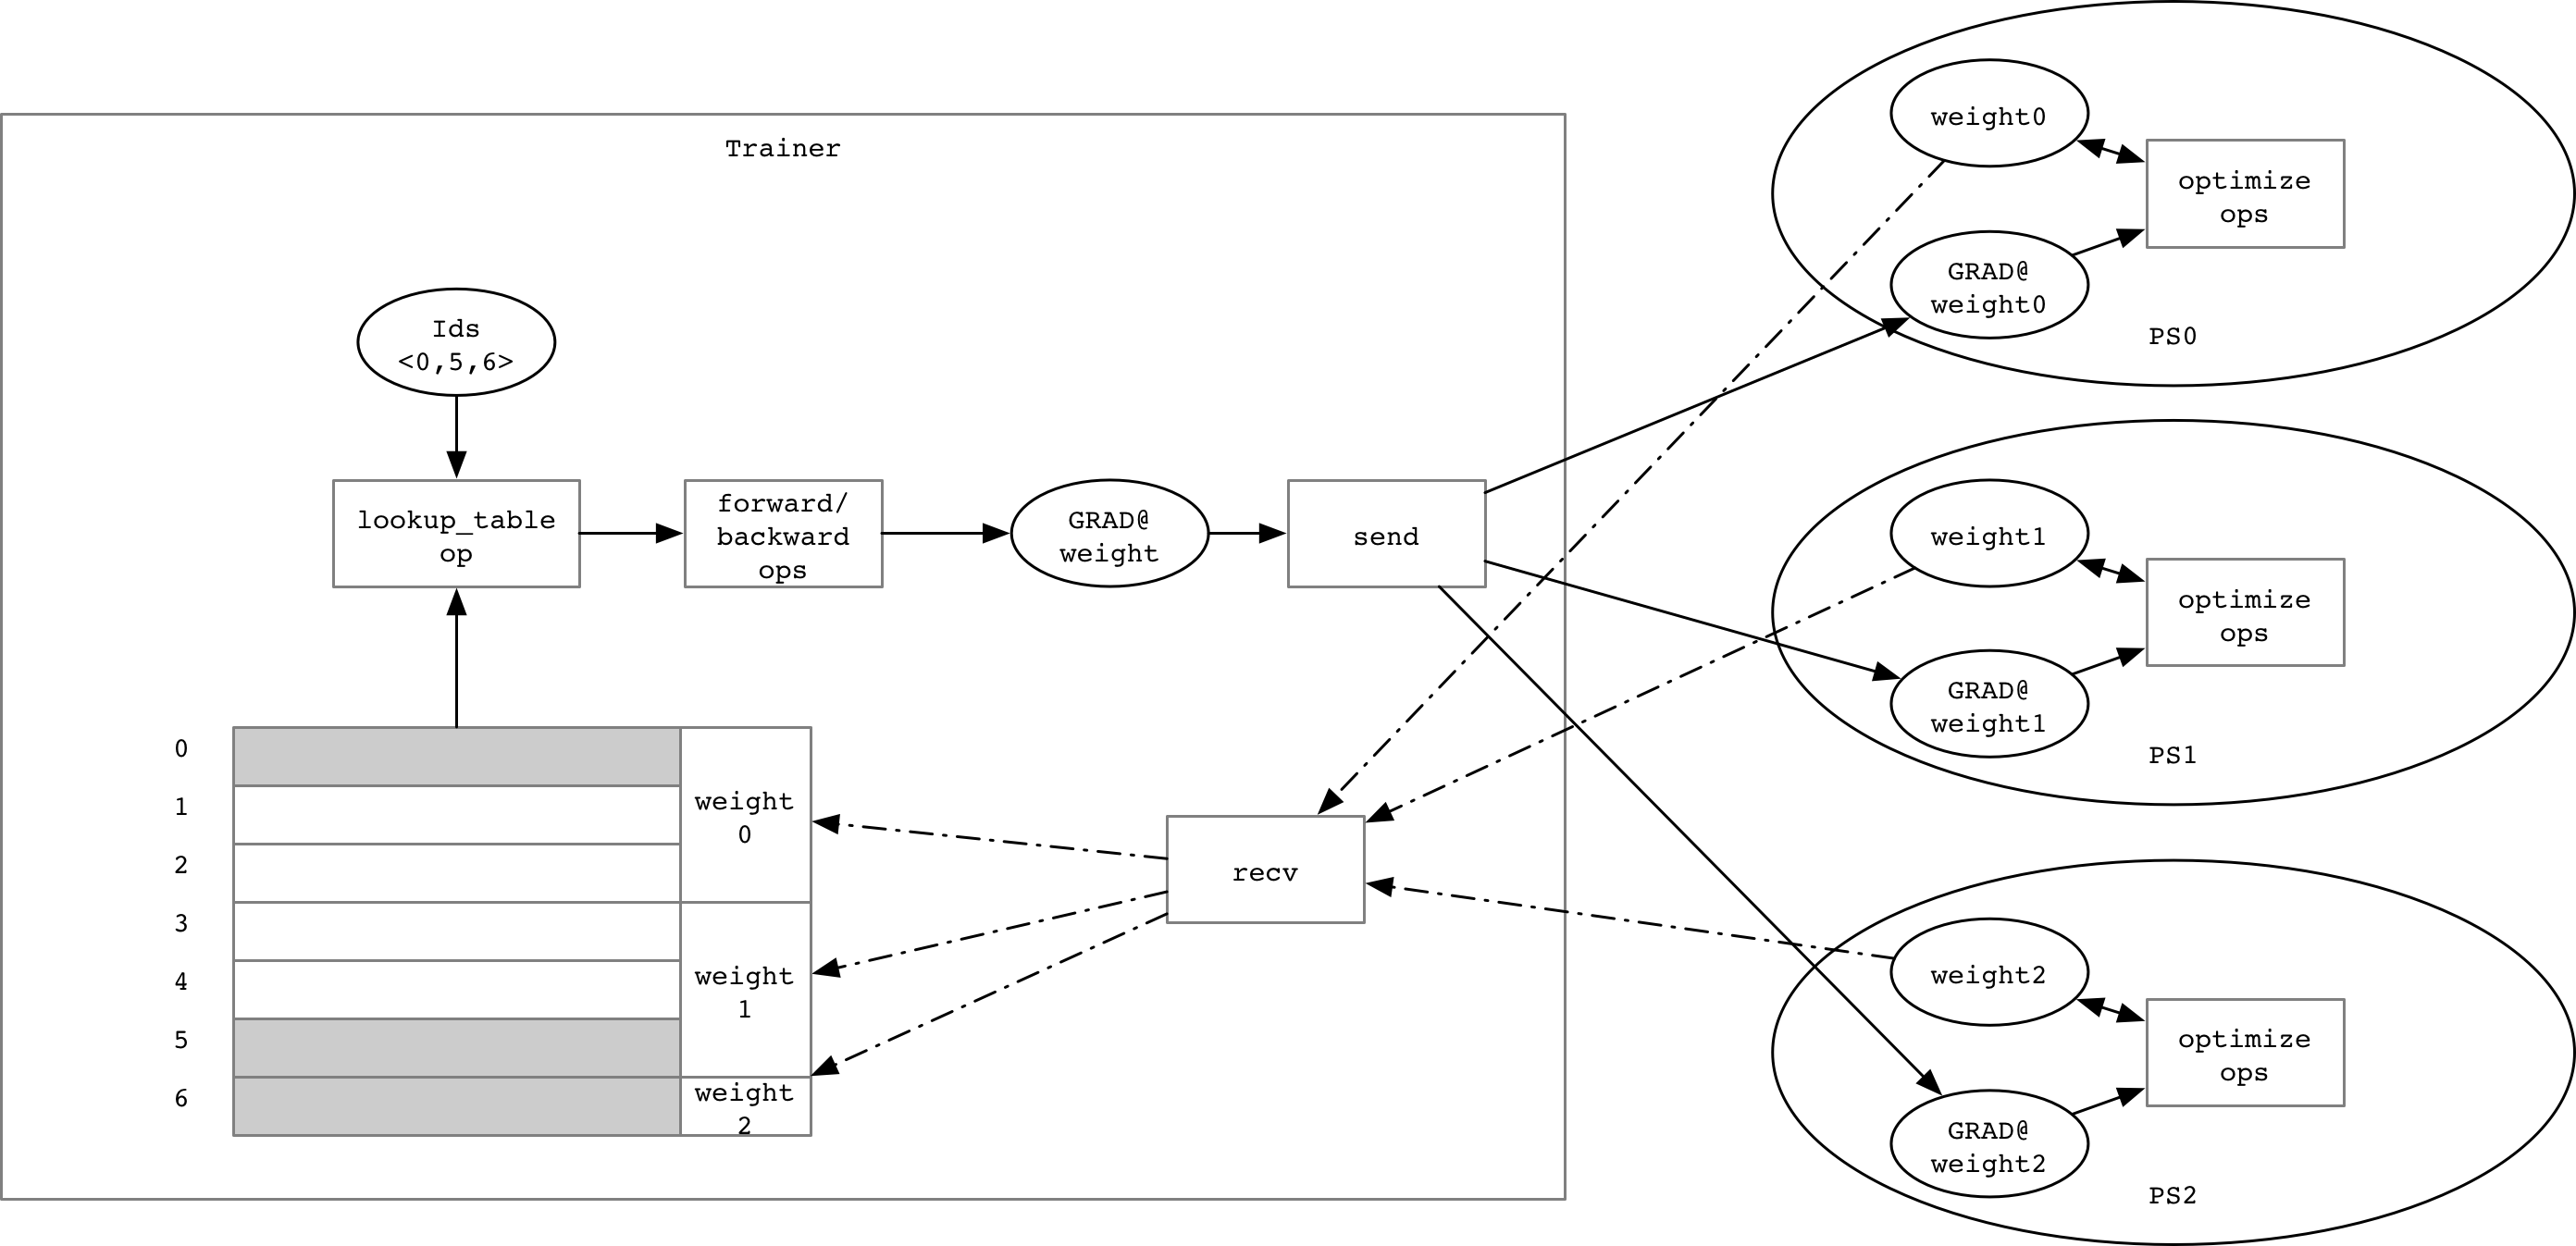 Trainer
Ids
<0,5,6>
lookup_table
op
forward/
backward
ops
GRAD@
weight
send
0
1
2
3
4
5
6
weight
0
weight
1
weight
2
recv
weight0
optimize
ops
GRAD@
weight0
PS0
weight1
optimize
ops
GRAD@
weight1
PS1
weight2
optimize
ops
GRAD@
weight2
PS2